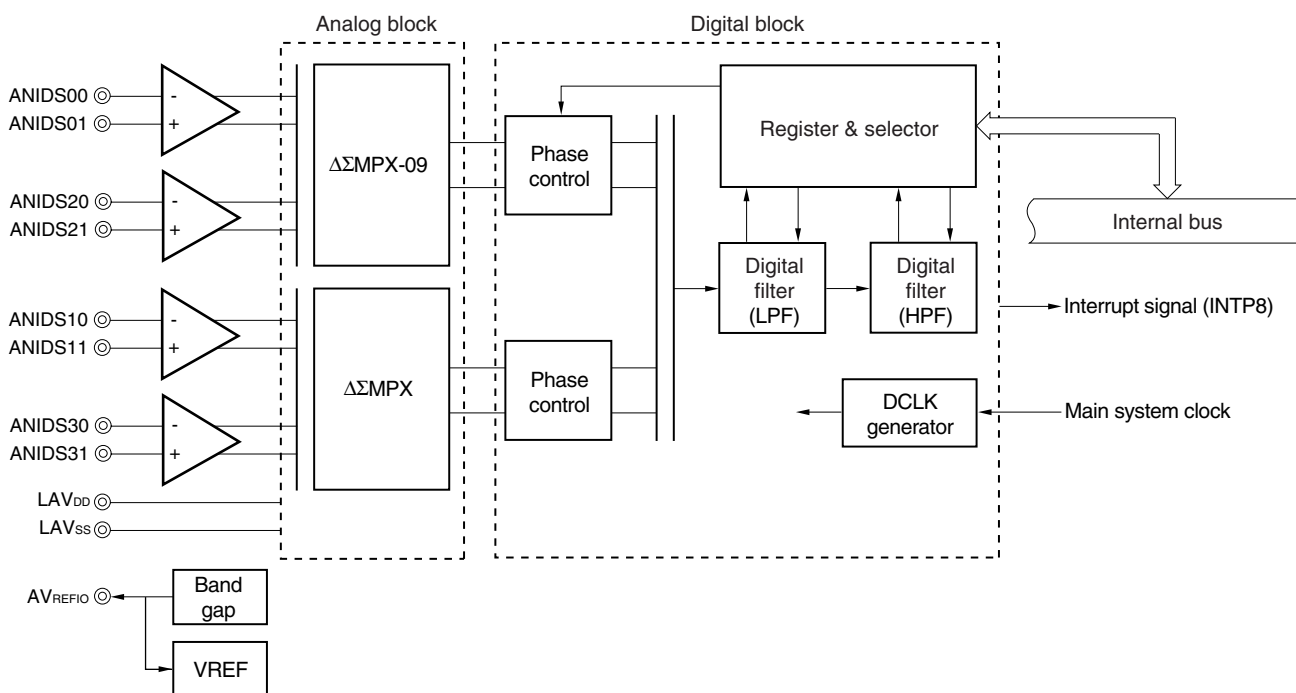 Analog block
Digital block
ANIDS00
-
ANIDS01
+
ANIDS20
-
ANIDS21
+
ΔΣMPX-09
Phase
control
Register & selector
Internal bus
Digital
filter
(LPF)
Digital
filter
(HPF)
Interrupt signal (INTP8)
ANIDS10
-
ANIDS11
+
ANIDS30
-
ANIDS31
+
ΔΣMPX
Phase
control
DCLK
generator
Main system clock
LAVDD
LAVSS
AVREFIO
Band
gap
VREF